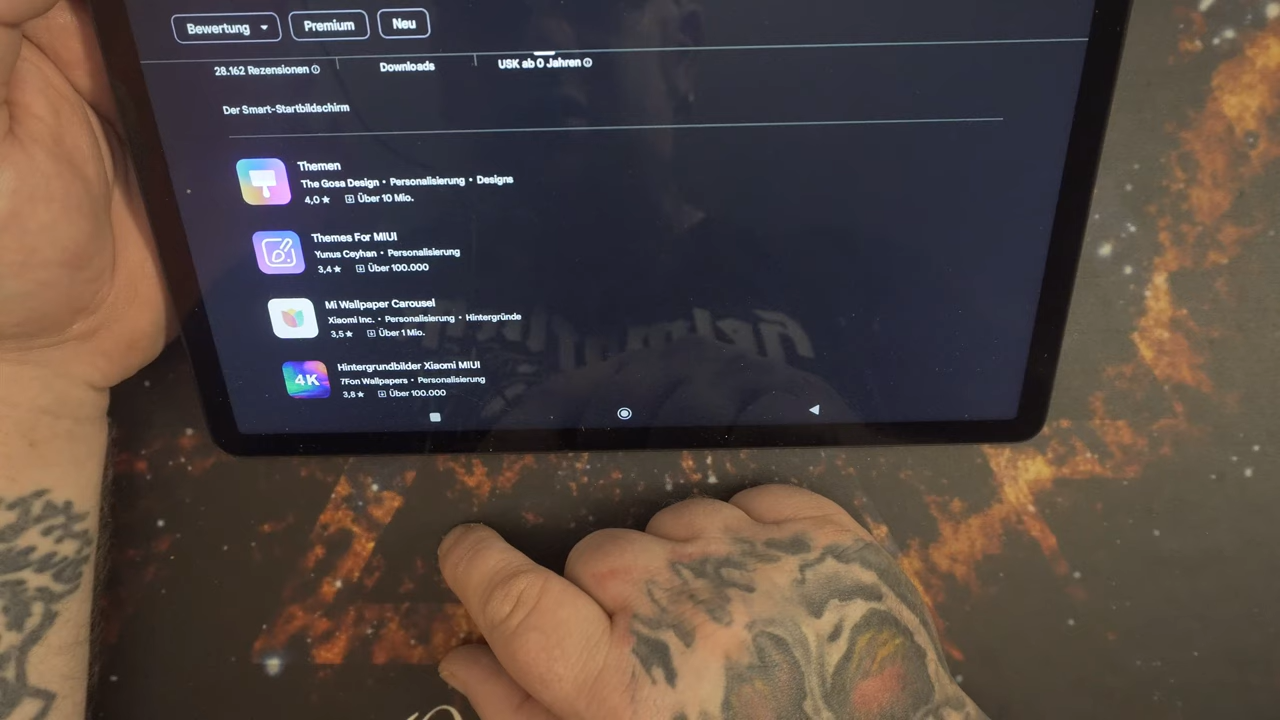 Bewertung Premium Neu
28.162 Rezensionen Downloads USK ab 0 Jahren
Der Smart-Startbildschirm
Themen
The Gosa Design • Personalisierung • Designs
4,0 ★ Über 10 Mio.
Themes For MIUI
Yunus Ceyhan • Personalisierung
3,4 ★ Über 100.000
Mi Wallpaper Carousel
Xiaomi Inc. • Personalisierung • Hintergründe
3,5 ★ Über 1 Mio.
4K
Hintergrundbilder Xiaomi MIUI
7Fon Wallpapers • Personalisierung
3,8 ★ Über 100.000